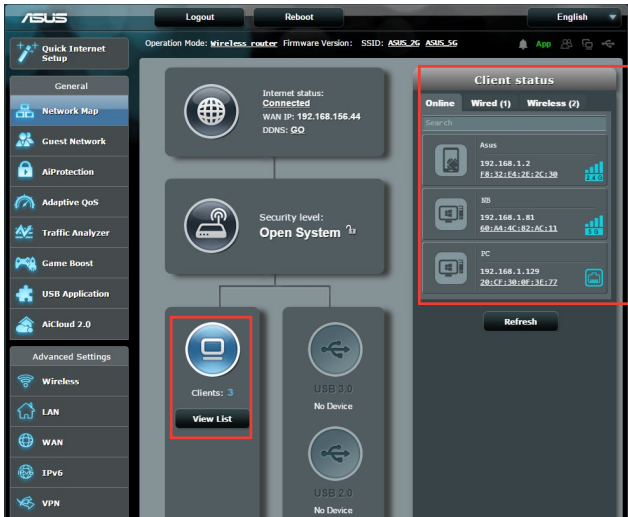 ASUS
Logout
Reboot
English
Quick Internet
Setup
Operation Mode: Wireless router Firmware Version: SSID: ASUS_2G ASUS_5G
App
General
Network Map
Guest Network
AiProtection
Adaptive QoS
Traffic Analyzer
Game Boost
USB Application
AiCloud 2.0
Advanced Settings
Wireless
LAN
WAN
IPv6
VPN
Internet status:
Connected
WAN IP: 192.168.156.44
DDNS: GO
Security level:
Open System
Clients: 3
View List
USB 3.0
No Device
USB 2.0
No Device
Client status
Online Wired (1) Wireless (2)
Search
Asus
192.168.1.2
F8:32:E4:2E:2C:30
2.4G
NB
192.168.1.81
60:A4:4C:82:AC:11
5G
PC
192.168.1.129
20:CF:30:0F:3E:77
Refresh